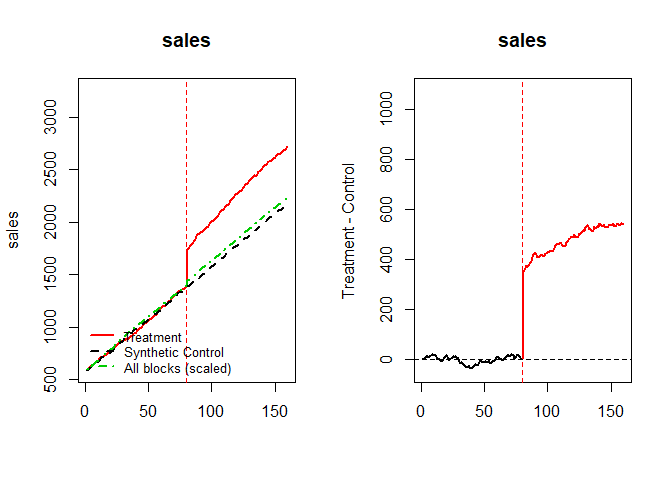 sales
sales
500 1000 1500 2000 2500 3000
Treatment
Synthetic Control
All blocks (scaled)
0 50 100 150
sales
Treatment - Control
0 200 400 600 800 1000
0 50 100 150